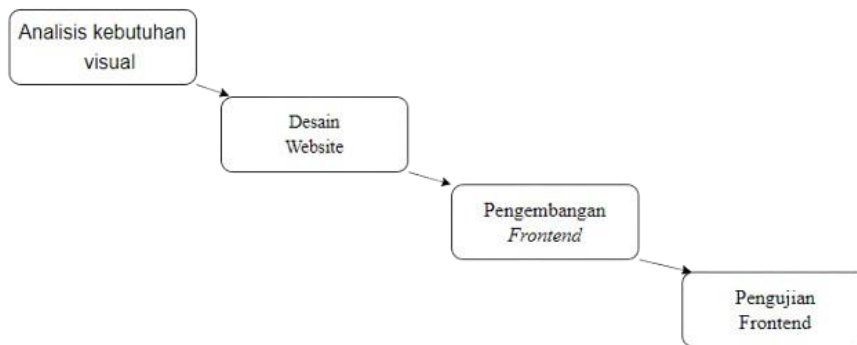 Analisis kebutuhan
visual
Desain
Website
Pengembangan
Frontend
Pengujian
Frontend